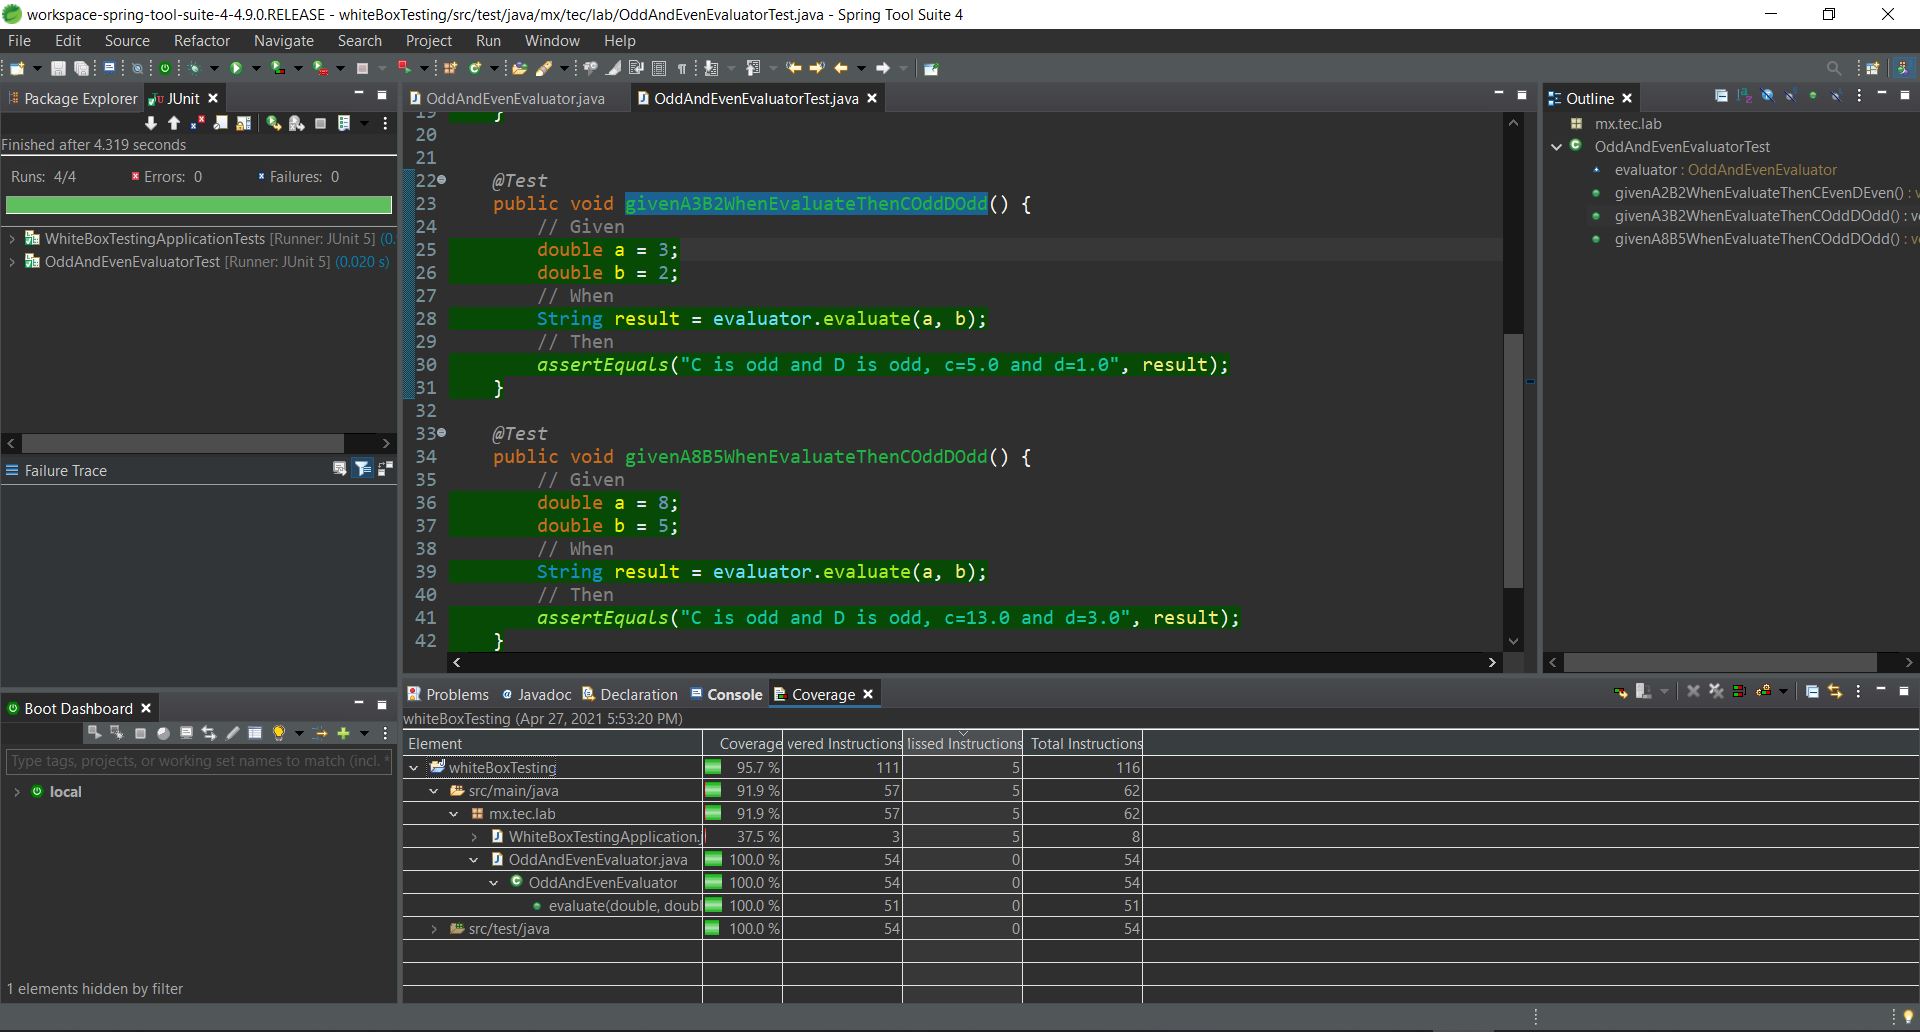 workspace-spring-tool-suite-4-4.9.0.RELEASE - whiteBoxTesting/src/test/java/mx/tec/lab/OddAndEvenEvaluatorTest.java - Spring Tool Suite 4
File Edit Source Refactor Navigate Search Project Run Window Help
Package Explorer JUnit
Finished after 4.319 seconds
Runs: 4/4 Errors: 0 Failures: 0
WhiteBoxTestingApplicationTests [Runner: JUnit 5] (0.
OddAndEvenEvaluatorTest [Runner: JUnit 5] (0.020 s)
Failure Trace
Boot Dashboard
Type tags, projects, or working set names to match (incl. *
local
1 elements hidden by filter
OddAndEvenEvaluator.java OddAndEvenEvaluatorTest.java
19 }
20
21
22 @Test
23 public void givenA3B2WhenEvaluateThenCOddDOdd() {
24 // Given
25 double a = 3;
26 double b = 2;
27 // When
28 String result = evaluator.evaluate(a, b);
29 // Then
30 assertEquals("C is odd and D is odd, c=5.0 and d=1.0", result);
31 }
32
33 @Test
34 public void givenA8B5WhenEvaluateThenCOddDOdd() {
35 // Given
36 double a = 8;
37 double b = 5;
38 // When
39 String result = evaluator.evaluate(a, b);
40 // Then
41 assertEquals("C is odd and D is odd, c=13.0 and d=3.0", result);
42 }
Outline
mx.tec.lab
OddAndEvenEvaluatorTest
evaluator : OddAndEvenEvaluator
givenA2B2WhenEvaluateThenCEvenDEven() : v
givenA3B2WhenEvaluateThenCOddDOdd() : v
givenA8B5WhenEvaluateThenCOddDOdd() : v
Problems Javadoc Declaration Console Coverage
whiteBoxTesting (Apr 27, 2021 5:53:20 PM)
Element Coverage vered Instructions lissed Instructions Total Instructions
whiteBoxTesting 95.7 % 111 5 116
src/main/java 91.9 % 57 5 62
mx.tec.lab 91.9 % 57 5 62
WhiteBoxTestingApplication.j 37.5 % 3 5 8
OddAndEvenEvaluator.java 100.0 % 54 0 54
OddAndEvenEvaluator 100.0 % 54 0 54
evaluate(double, doubl 100.0 % 51 0 51
src/test/java 100.0 % 54 0 54